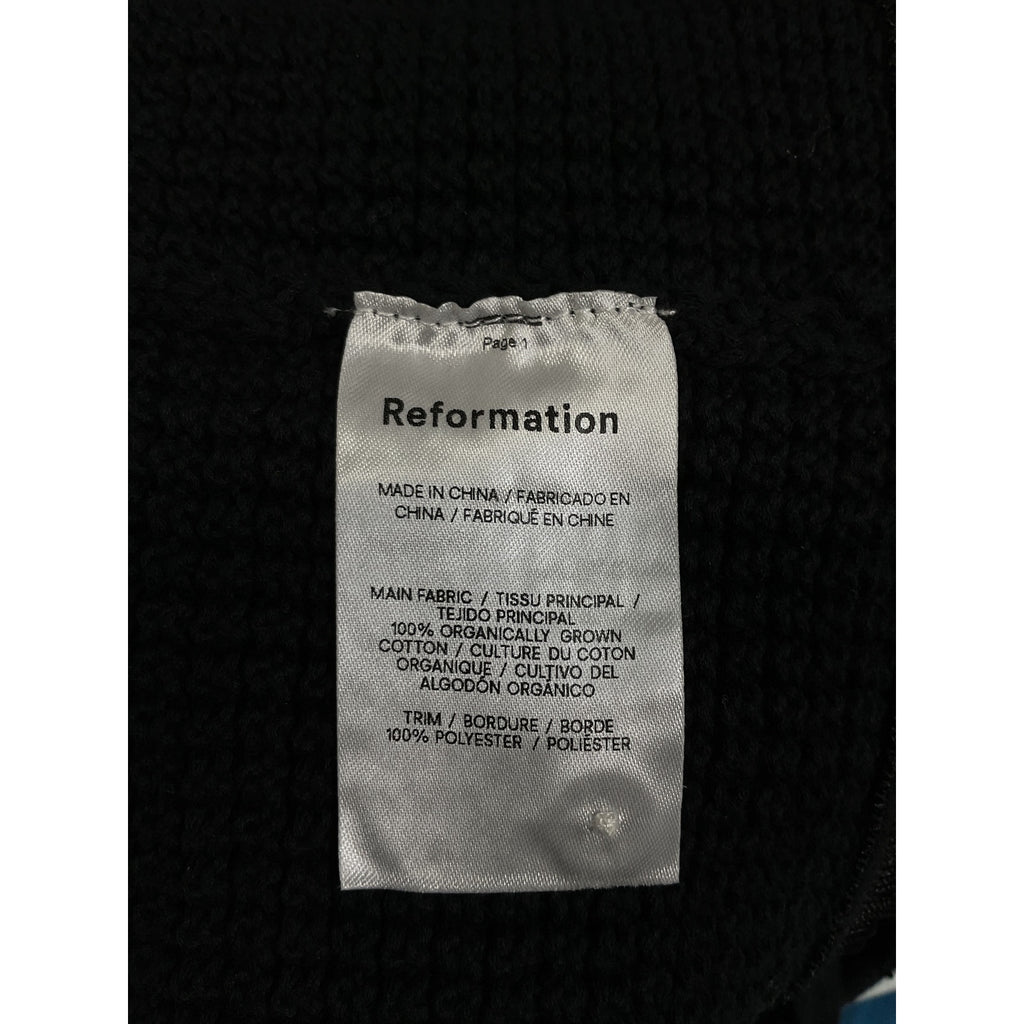 Page 1
Reformation
MADE IN CHINA / FABRICADO EN
CHINA / FABRIQUÉ EN CHINE
MAIN FABRIC / TISSU PRINCIPAL /
TEJIDO PRINCIPAL
100% ORGANICALLY GROWN
COTTON / CULTURE DU COTON
ORGANIQUE / CULTIVO DEL
ALGODÓN ORGÁNICO
TRIM / BORDURE / BORDE
100% POLYESTER / POLIÉSTER